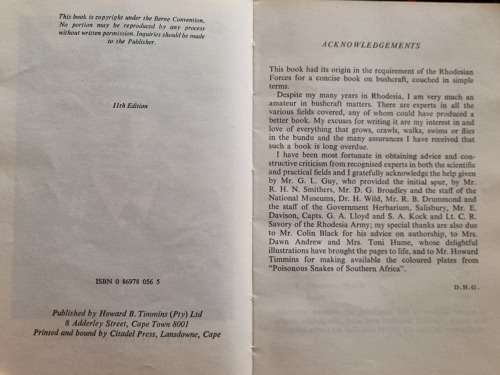 This book is copyright under the Berne Convention.
No portion may be reproduced by any process
without written permission. Inquiries should be made
to the Publisher.
11th Edition
ISBN 0 86978 056 5
Published by Howard B. Timmins (Pty) Ltd
8 Adderley Street, Cape Town 8001
Printed and bound by Citadel Press, Lansdowne, Cape
ACKNOWLEDGEMENTS
This book had its origin in the requirement of the Rhodesian
Forces for a concise book on bushcraft, couched in simple
terms.
Despite my many years in Rhodesia, I am very much an
amateur in bushcraft matters. There are experts in all the
various fields covered, any of whom could have produced a
better book. My excuses for writing it are my interest in and
love of everything that grows, crawls, walks, swims or flies
in the bundu and the many assurances I have received that
such a book is long overdue.
I have been most fortunate in obtaining advice and con-
structive criticism from recognised experts in both the scientific
and practical fields and I gratefully acknowledge the help given
by Mr. G. L. Guy, who provided the initial spur, by Mr.
R. H. N. Smithers, Mr. D. G. Broadley and the staff of the
National Museums, Dr. H. Wild, Mr. R. B. Drummond and
the staff of the Government Herbarium, Salisbury, Mr. E.
Davison, Capts. G. A. Lloyd and S. A. Kock and Lt. C. R.
Savory of the Rhodesia Army; my special thanks are also due
to Mr. Colin Black for his advice on authorship, to Mrs.
Dawn Andrew and Mrs. Toni Hume, whose delightful
illustrations have brought the pages to life, and to Mr. Howard
Timmins for making available the coloured plates from
"Poisonous Snakes of Southern Africa".
D.H.G.